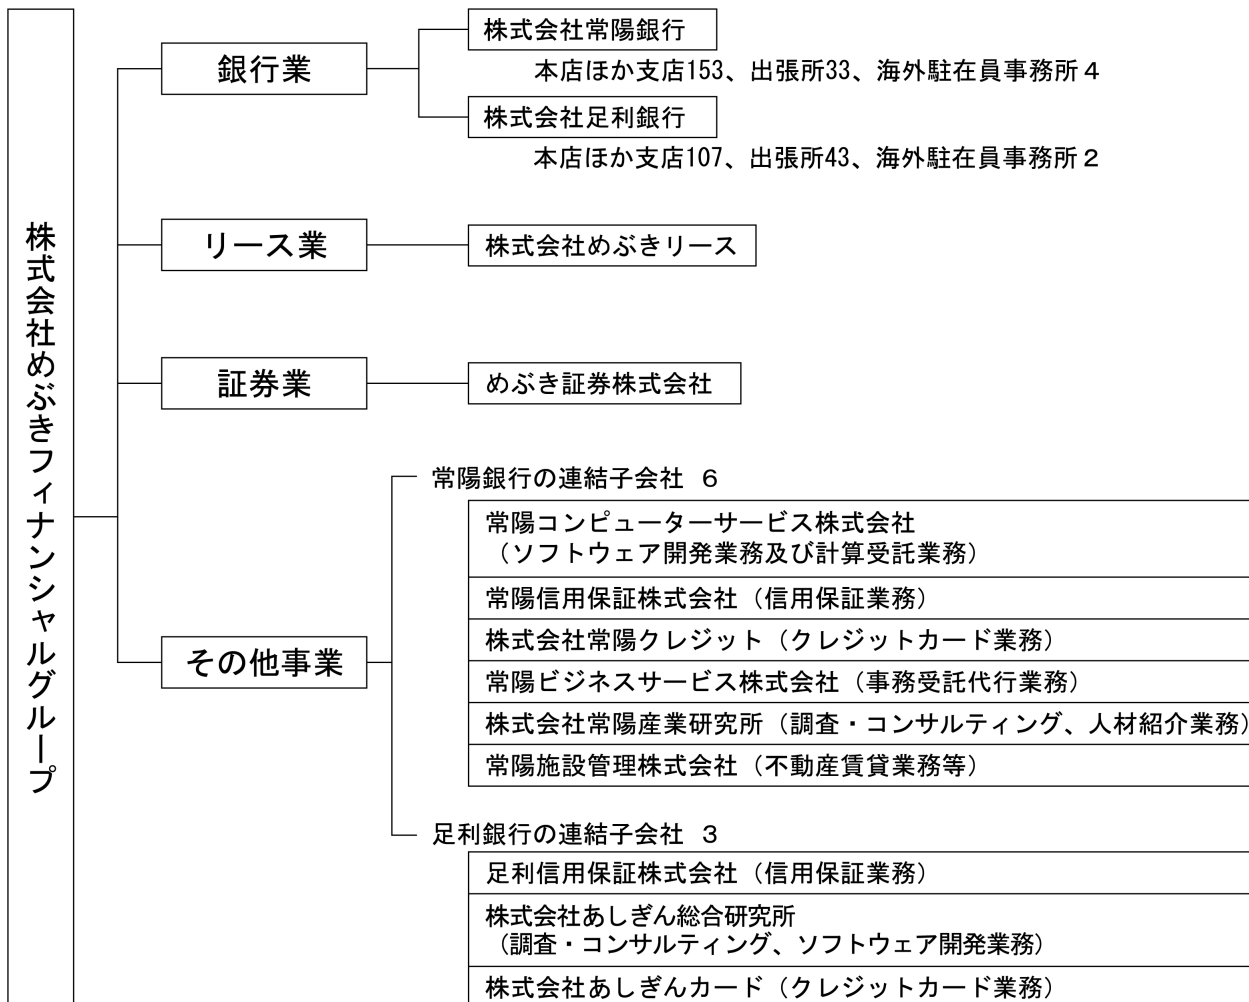 株式会社めぶきフィナンシャルグループ
銀行業
株式会社常陽銀行
本店ほか支店153、出張所33、海外駐在員事務所４
株式会社足利銀行
本店ほか支店107、出張所43、海外駐在員事務所２
リース業
株式会社めぶきリース
証券業
めぶき証券株式会社
その他事業
常陽銀行の連結子会社 ６
常陽コンピューターサービス株式会社
（ソフトウェア開発業務及び計算受託業務）
常陽信用保証株式会社（信用保証業務）
株式会社常陽クレジット（クレジットカード業務）
常陽ビジネスサービス株式会社（事務受託代行業務）
株式会社常陽産業研究所（調査・コンサルティング、人材紹介業務）
常陽施設管理株式会社（不動産賃貸業務等）
足利銀行の連結子会社 ３
足利信用保証株式会社（信用保証業務）
株式会社あしぎん総合研究所
（調査・コンサルティング、ソフトウェア開発業務）
株式会社あしぎんカード（クレジットカード業務）